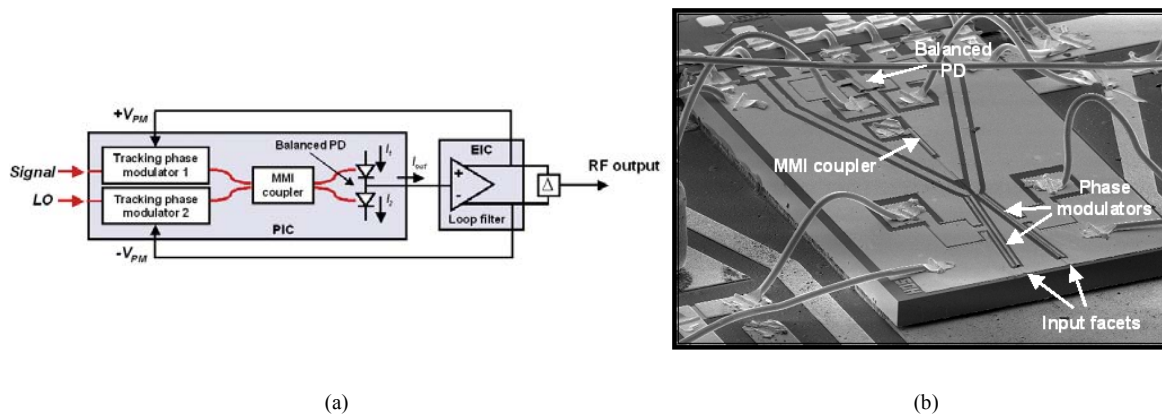 +V_PM
Signal
LO
Tracking phase
modulator 1
Tracking phase
modulator 2
MMI
coupler
PIC
Balanced PD
I_1
I_2
I_out
EIC
+
-
Loop filter
Δ
RF output
-V_PM
(a)
Balanced
PD
MMI coupler
Phase
modulators
Input facets
(b)